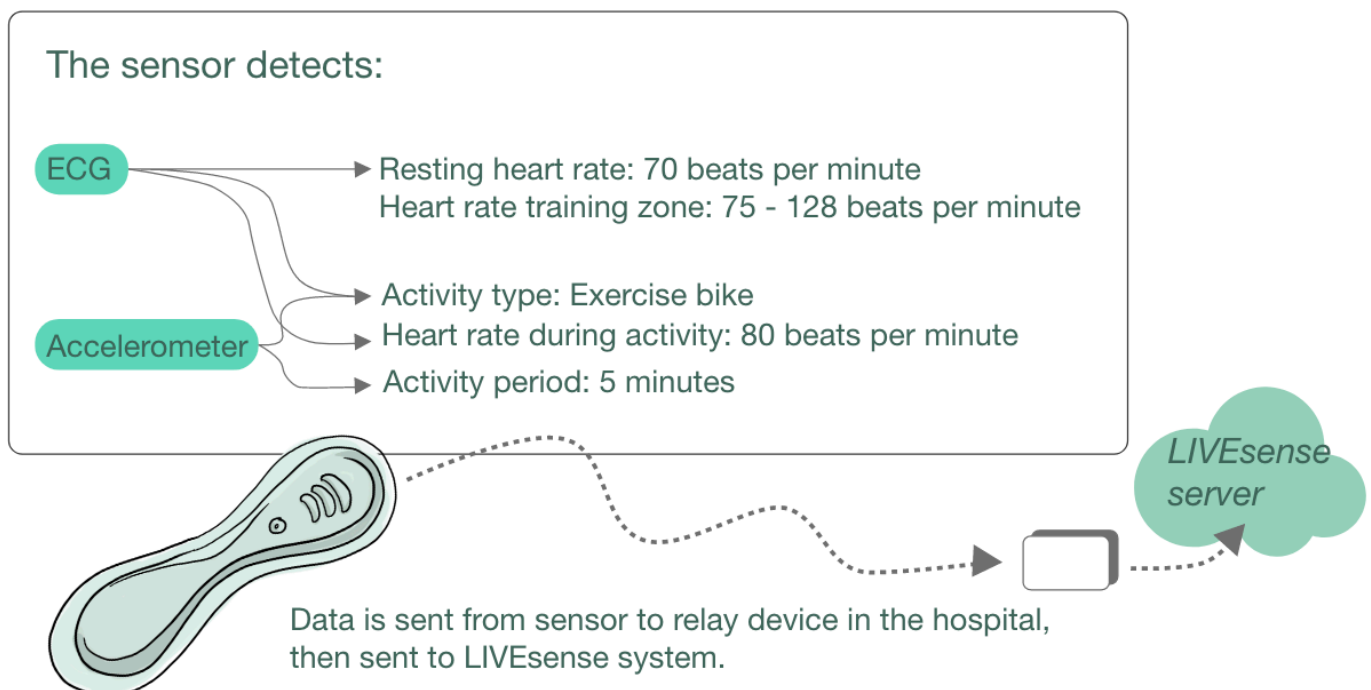 The sensor detects:
ECG
Resting heart rate: 70 beats per minute
Heart rate training zone: 75 - 128 beats per minute
Activity type: Exercise bike
Accelerometer
Heart rate during activity: 80 beats per minute
Activity period: 5 minutes
LIVEsense
server
Data is sent from sensor to relay device in the hospital,
then sent to LIVEsense system.